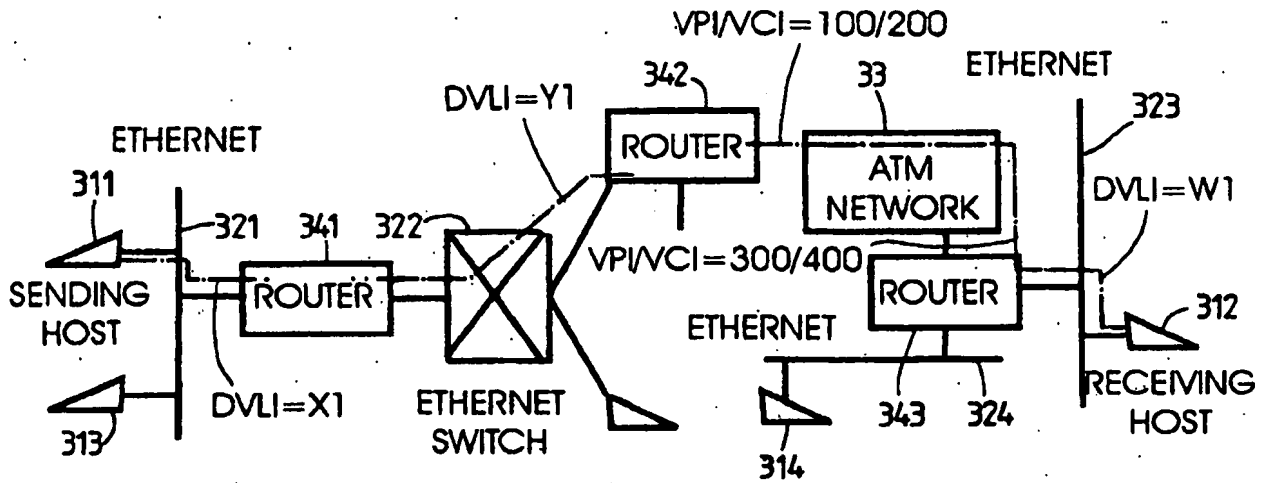 VPI/VCI=100/200
342
33
ETHERNET
DVLI=Y1
323
ETHERNET
ROUTER
ATM
NETWORK
311
321
341
322
DVLI=W1
VPI/VCI=300/400
SENDING
HOST
ROUTER
ROUTER
312
ETHERNET
313
DVLI=X1
ETHERNET
SWITCH
314
343
324
RECEIVING
HOST